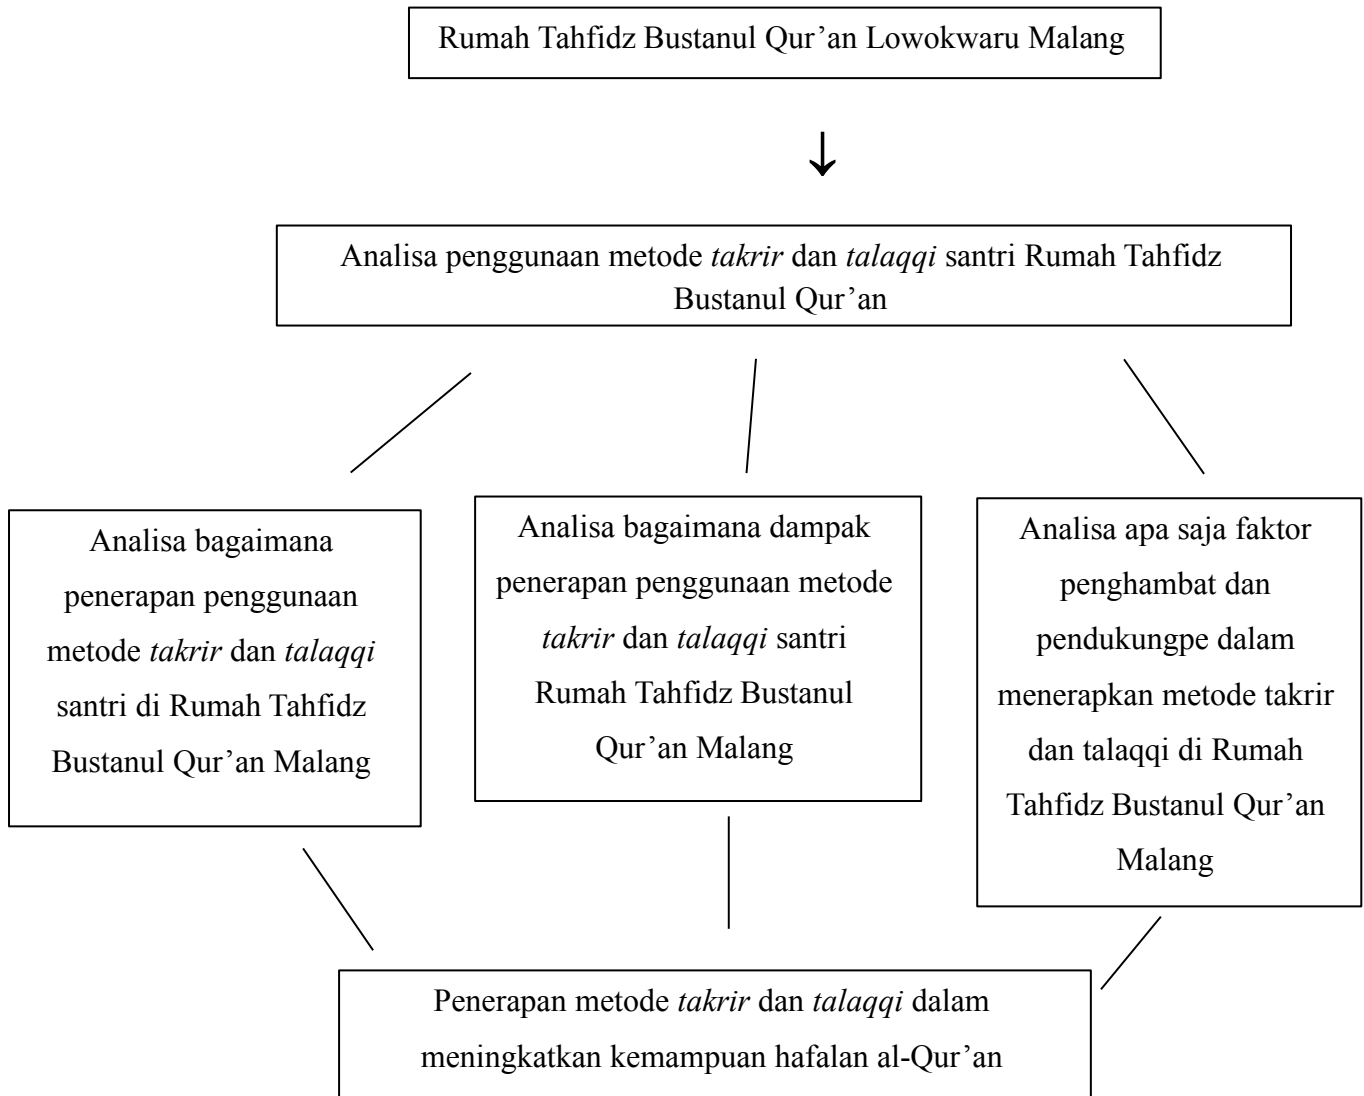 Rumah Tahfidz Bustanul Qur’an Lowokwaru Malang
↓
Analisa penggunaan metode takrir dan talaqqi santri Rumah Tahfidz
Bustanul Qur’an
Analisa bagaimana
penerapan penggunaan
metode takrir dan talaqqi
santri di Rumah Tahfidz
Bustanul Qur’an Malang
Analisa bagaimana dampak
penerapan penggunaan metode
takrir dan talaqqi santri
Rumah Tahfidz Bustanul
Qur’an Malang
Analisa apa saja faktor
penghambat dan
pendukungpe dalam
menerapkan metode takrir
dan talaqqi di Rumah
Tahfidz Bustanul Qur’an
Malang
Penerapan metode takrir dan talaqqi dalam
meningkatkan kemampuan hafalan al-Qur’an